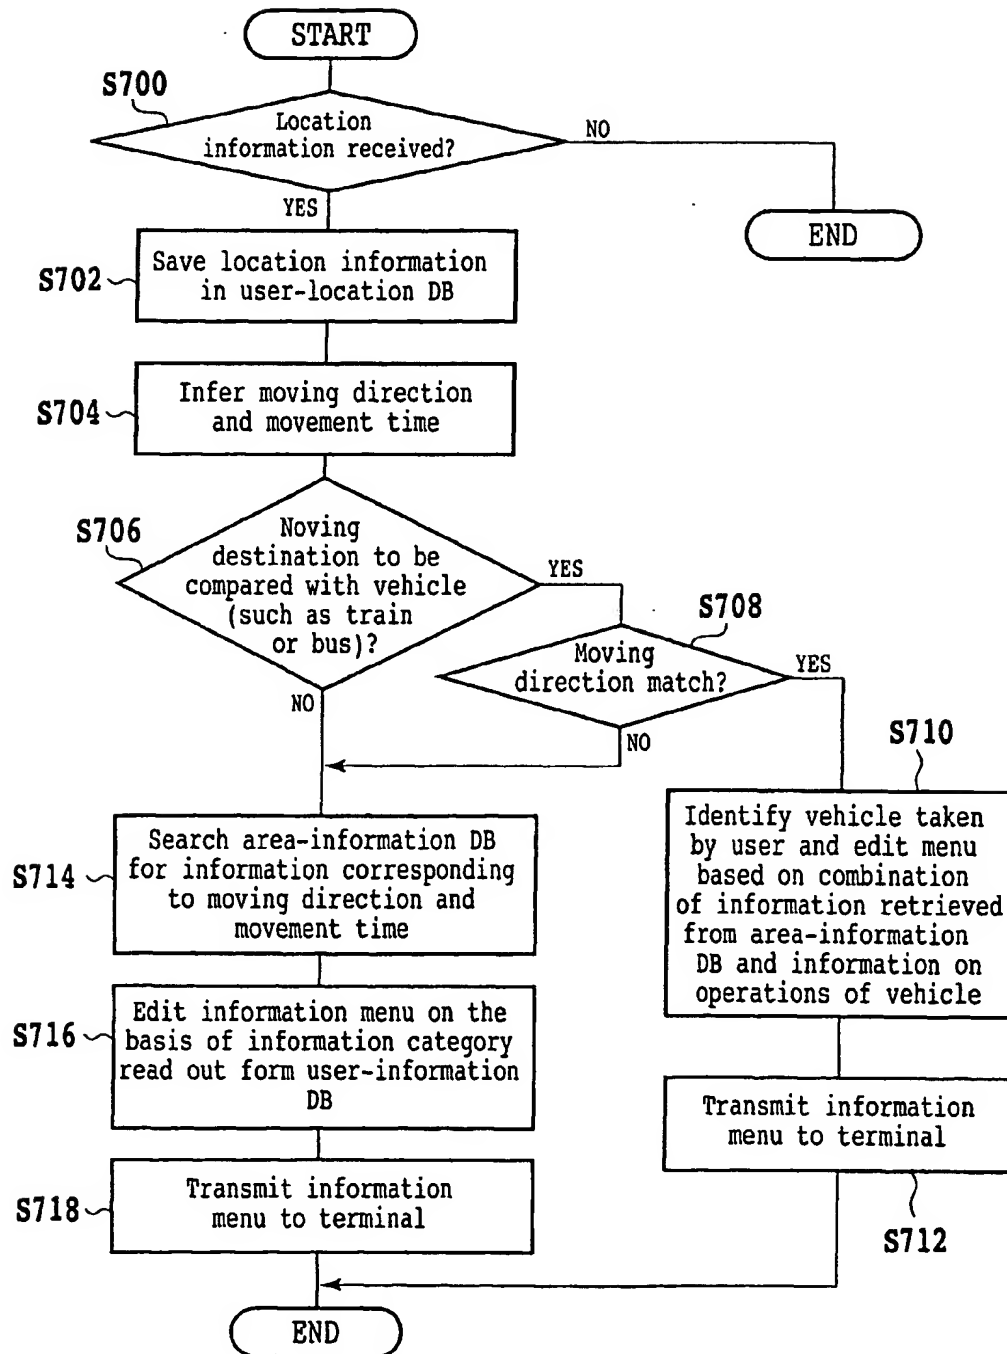 START
S700
Location
information received?
NO
YES
END
S702
Save location information
in user-location DB
S704
Infer moving direction
and movement time
S706
Noving
destination to be
compared with vehicle
(such as train
or bus)?
YES
NO
S708
Moving
direction match?
YES
NO
S710
Identify vehicle taken
by user and edit menu
based on combination
of information retrieved
from area-information
DB and information on
operations of vehicle
S714
Search area-information DB
for information corresponding
to moving direction and
movement time
S716
Edit information menu on the
basis of information category
read out form user-information
DB
Transmit information
menu to terminal
S712
S718
Transmit information
menu to terminal
END